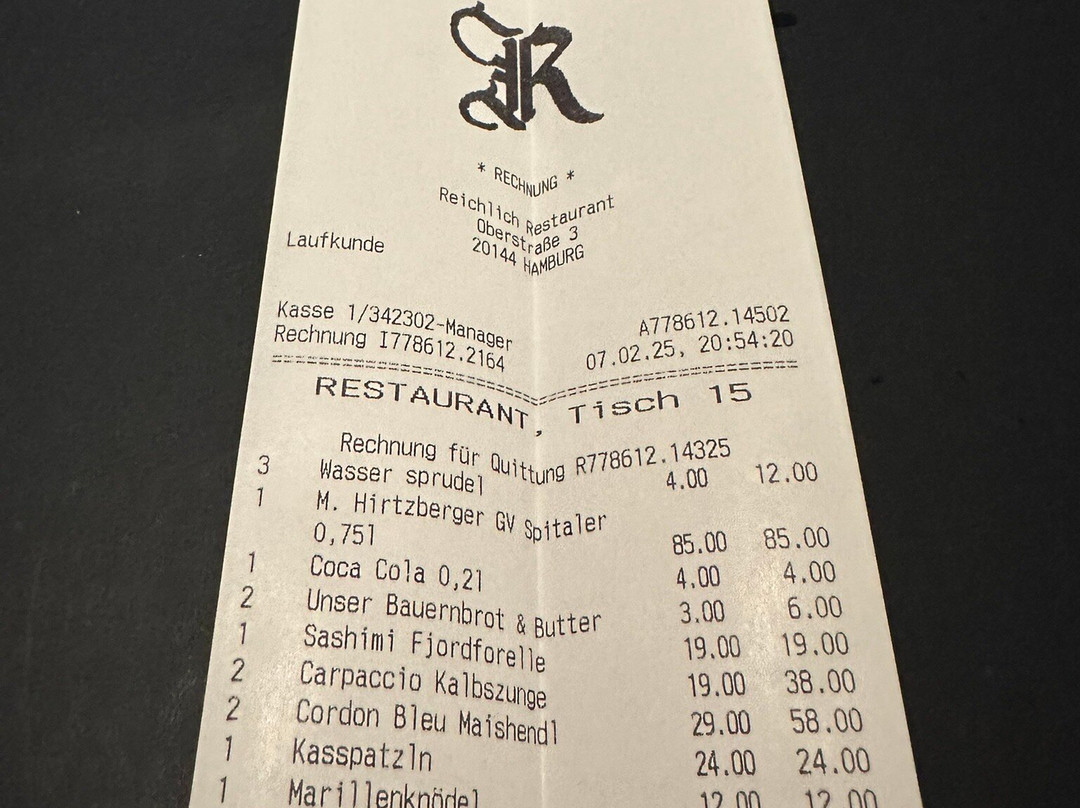 R
* RECHNUNG *
Reichlich Restaurant
Oberstraße 3
20144 HAMBURG
Laufkunde
Kasse 1/342302-Manager A778612.14502
Rechnung I778612.2164 07.02.25, 20:54:20
RESTAURANT, Tisch 15
Rechnung für Quittung R778612.14325
3 Wasser sprudel 4.00 12.00
1 M. Hirtzberger GV Spitaler
0,75l 85.00 85.00
1 Coca Cola 0,2l 4.00 4.00
2 Unser Bauernbrot & Butter 3.00 6.00
1 Sashimi Fjordforelle 19.00 19.00
2 Carpaccio Kalbszunge 19.00 38.00
2 Cordon Bleu Maishendl 29.00 58.00
1 Kasspatzln 24.00 24.00
1 Marillenknödel 12.00 12.00